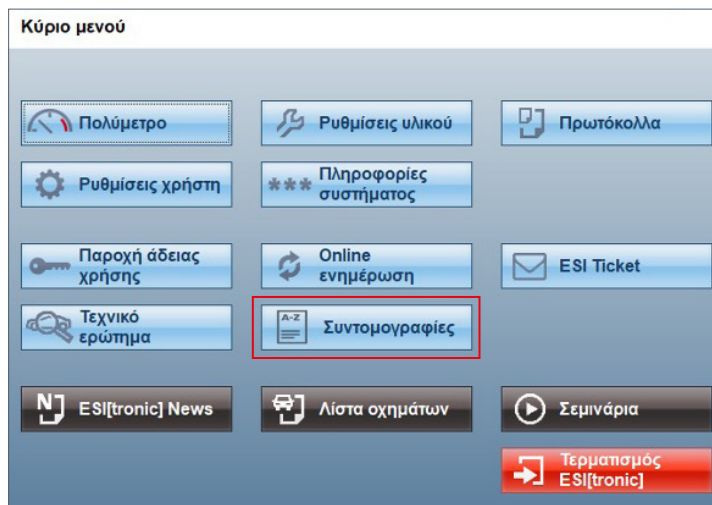 Κύριο μενού
Πολύμετρο
Ρυθμίσεις υλικού
Πρωτόκολλα
Ρυθμίσεις χρήστη
***
Πληροφορίες
συστήματος
Παροχή άδειας
χρήσης
Online
ενημέρωση
ESI Ticket
Τεχνικό
ερώτημα
A-Z
Συντομογραφίες
N
ESI[tronic] News
Λίστα οχημάτων
Σεμινάρια
Τερματισμός
ESI[tronic]